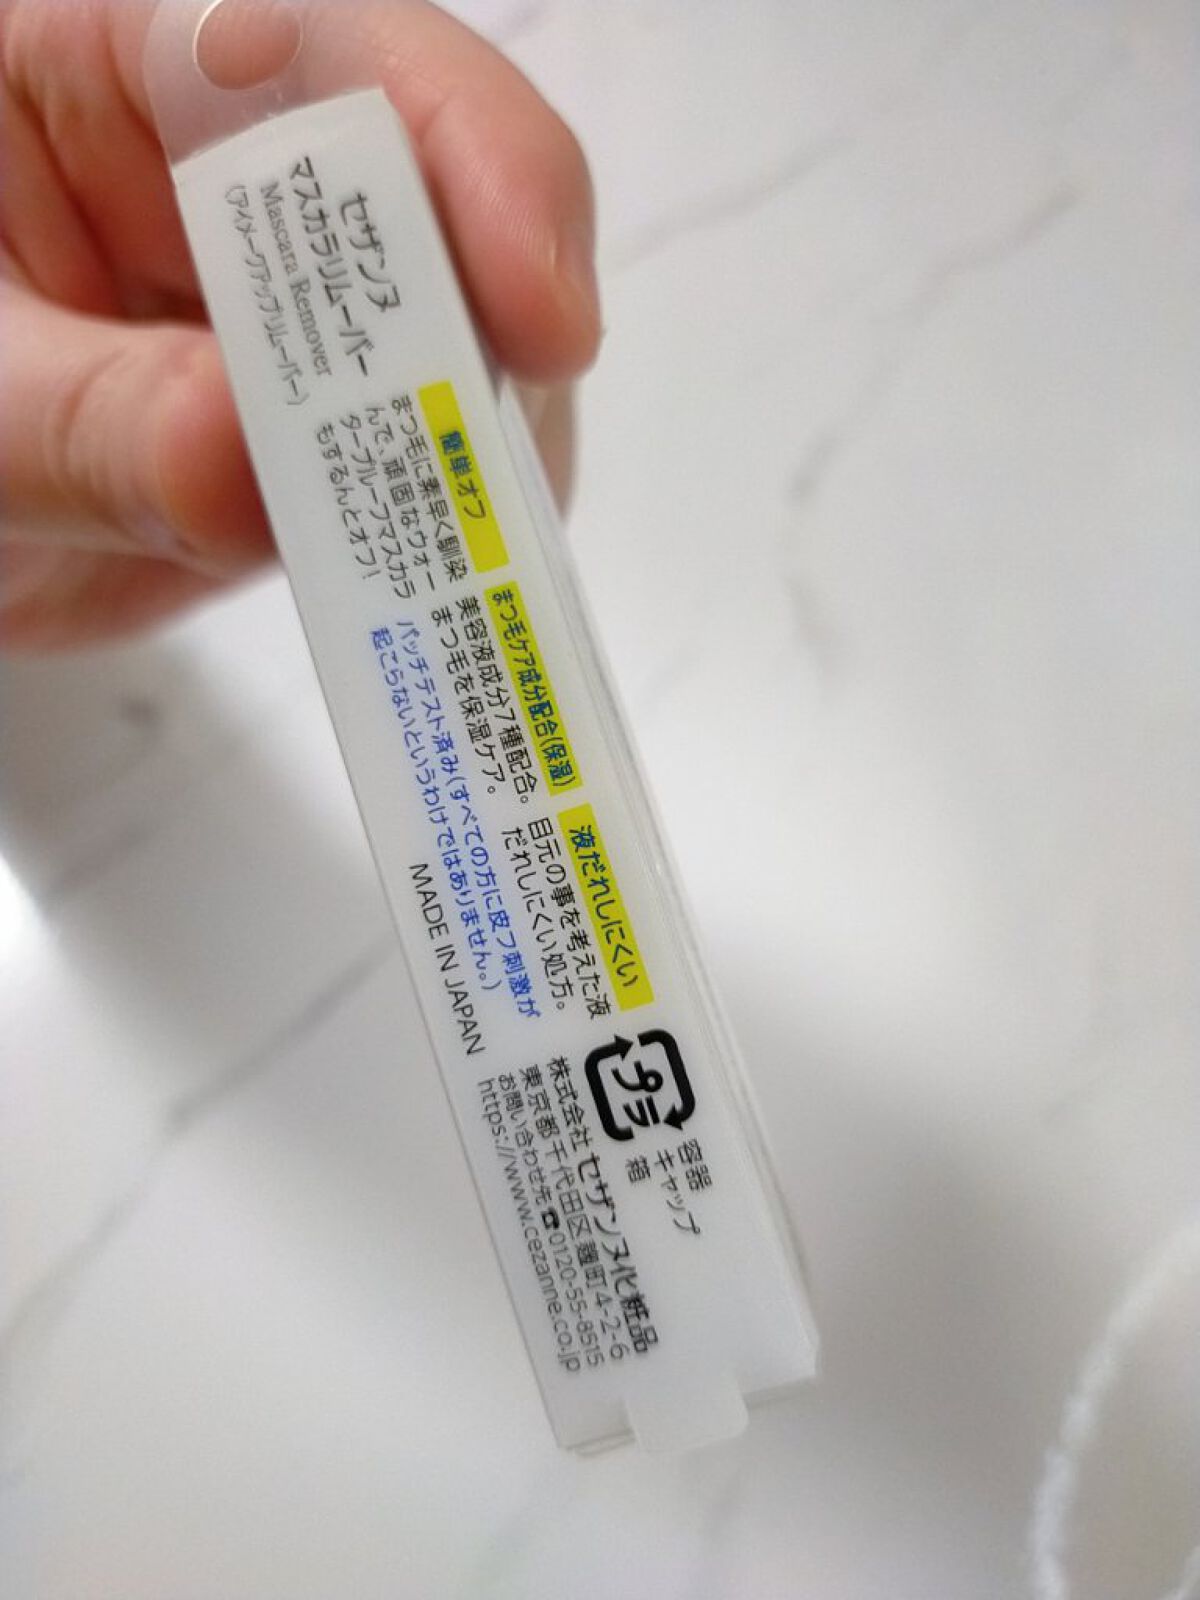 セザンヌ
マスカラリムーバー
Mascara Remover
(アイメークアップリムーバー)
簡単オフ
まつ毛に素早く馴染
んで、頑固なウォー
タープルーフマスカラ
もするんとオフ!
まつ毛ケア成分配合(保湿)
美容液成分7種配合。
まつ毛を保湿ケア。
液だれしにくい
目元の事を考えた液
だれしにくい処方。
パッチテスト済み(すべての方に皮フ刺激が
起こらないというわけではありません。)
MADE IN JAPAN
プラ
容器
キャップ
箱
株式会社 セザンヌ化粧品
東京都千代田区麹町4-2-6
お問い合わせ先☎0120-55-8515
https://www.cezanne.co.jp